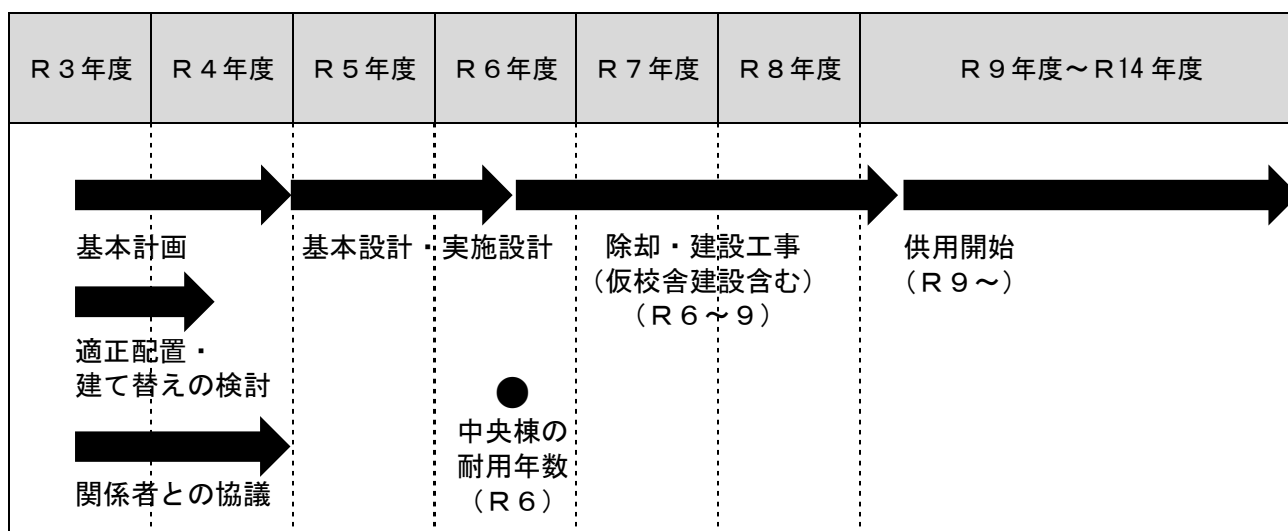 Ｒ３年度
Ｒ４年度
Ｒ５年度
Ｒ６年度
Ｒ７年度
Ｒ８年度
Ｒ９年度～Ｒ14 年度
基本計画
基本設計・実施設計
除却・建設工事
（仮校舎建設含む）
（Ｒ６～９）
供用開始
（Ｒ９～）
適正配置・
建て替えの検討
中央棟の
耐用年数
（Ｒ６）
関係者との協議